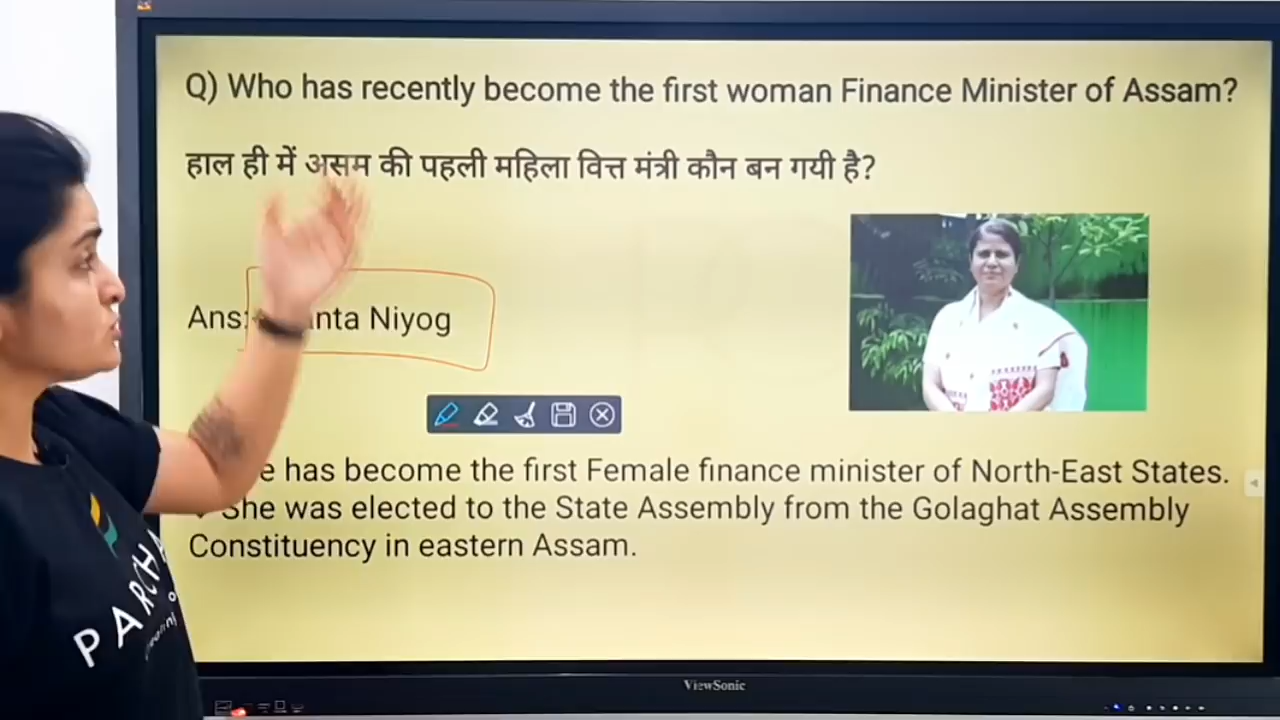 Q) Who has recently become the first woman Finance Minister of Assam?
हाल ही में असम की पहली महिला वित्त मंत्री कौन बन गयी है?
Ans: Niyog
has become the first Female finance minister of North-East States.
She was elected to the State Assembly from the Golaghat Assembly
Constituency in eastern Assam.
PARCHA
ViewSonic